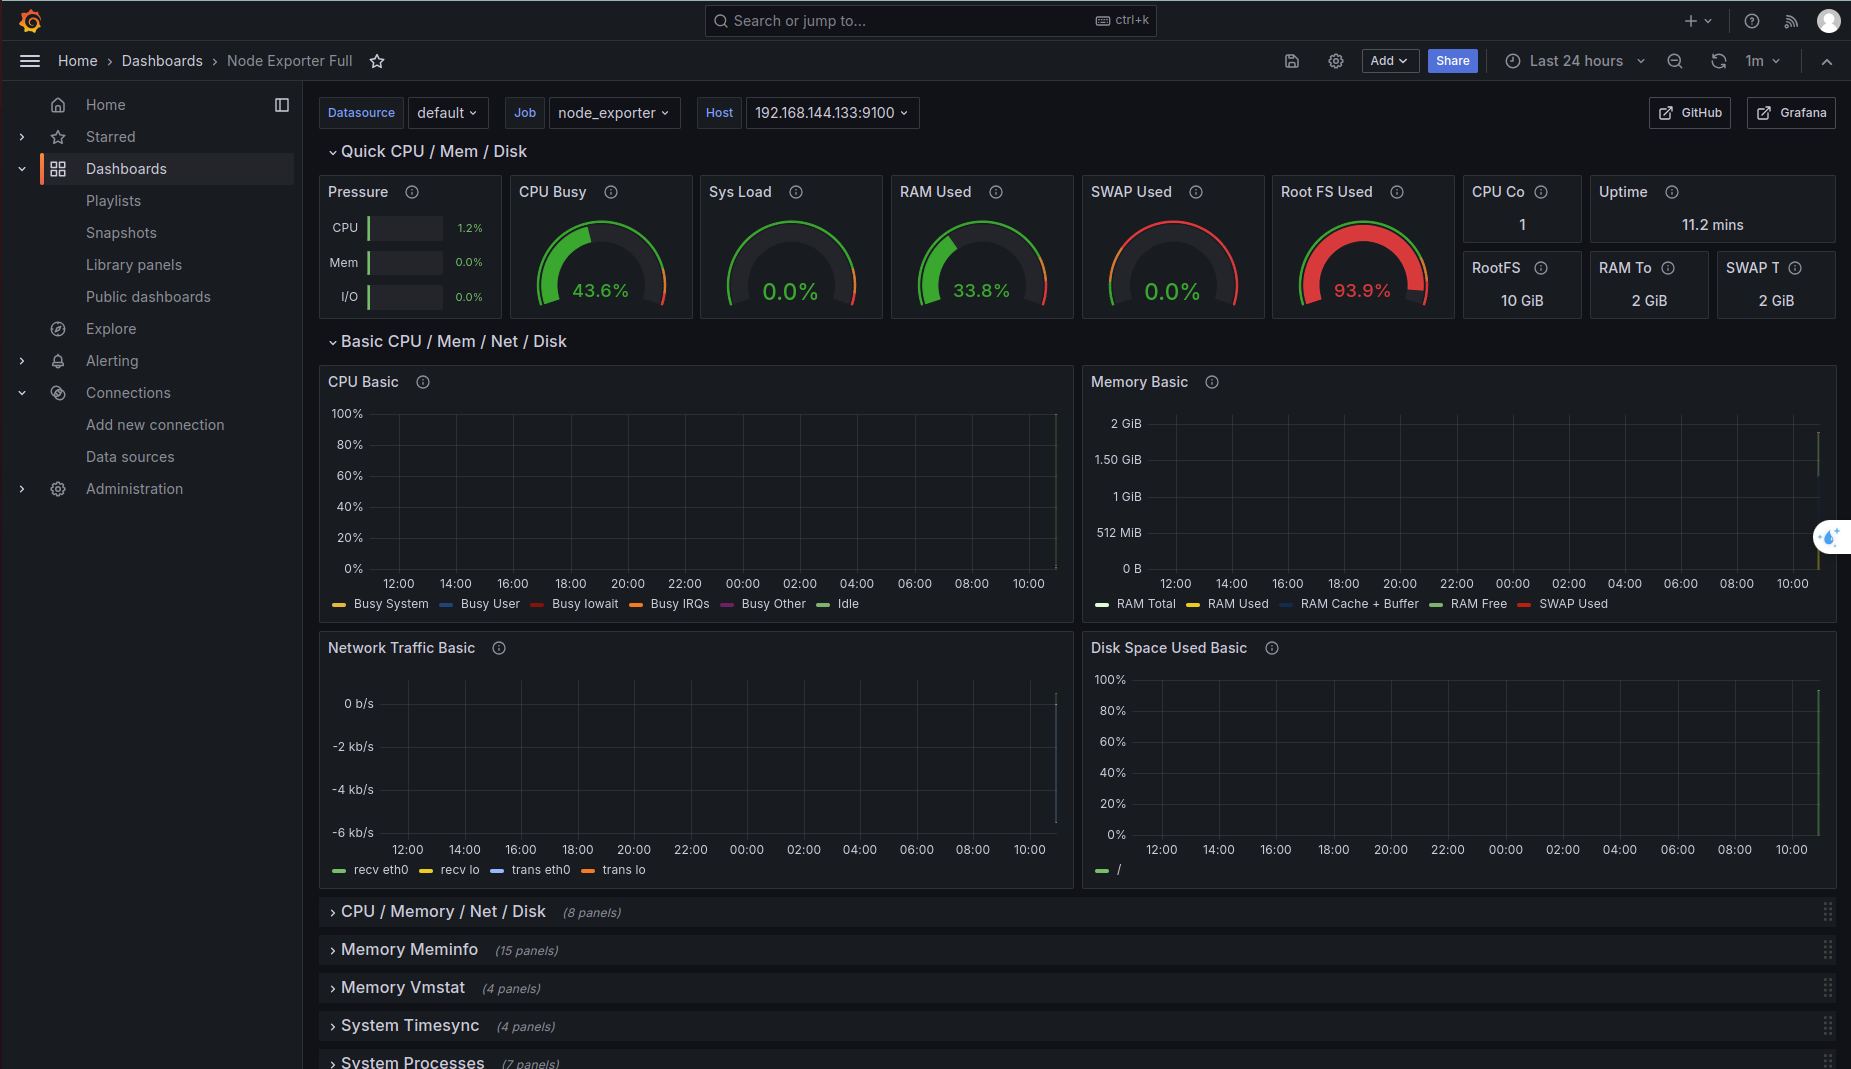 Search or jump to... ctrl+k
Home › Dashboards › Node Exporter Full
Add
Share
Last 24 hours
1m
Home
Starred
Dashboards
Playlists
Snapshots
Library panels
Public dashboards
Explore
Alerting
Connections
Add new connection
Data sources
Administration
Datasource default Job node_exporter Host 192.168.144.133:9100 GitHub Grafana
Quick CPU / Mem / Disk
Pressure
CPU 1.2%
Mem 0.0%
I/O 0.0%
CPU Busy
43.6%
Sys Load
0.0%
RAM Used
33.8%
SWAP Used
0.0%
Root FS Used
93.9%
CPU Co
1
Uptime
11.2 mins
RootFS
10 GiB
RAM To
2 GiB
SWAP T
2 GiB
Basic CPU / Mem / Net / Disk
CPU Basic
100%
80%
60%
40%
20%
0%
12:00 14:00 16:00 18:00 20:00 22:00 00:00 02:00 04:00 06:00 08:00 10:00
Busy System Busy User Busy Iowait Busy IRQs Busy Other Idle
Memory Basic
2 GiB
1.50 GiB
1 GiB
512 MiB
0 B
12:00 14:00 16:00 18:00 20:00 22:00 00:00 02:00 04:00 06:00 08:00 10:00
RAM Total RAM Used RAM Cache + Buffer RAM Free SWAP Used
Network Traffic Basic
0 b/s
-2 kb/s
-4 kb/s
-6 kb/s
12:00 14:00 16:00 18:00 20:00 22:00 00:00 02:00 04:00 06:00 08:00 10:00
recv eth0 recv lo trans eth0 trans lo
Disk Space Used Basic
100%
80%
60%
40%
20%
0%
12:00 14:00 16:00 18:00 20:00 22:00 00:00 02:00 04:00 06:00 08:00 10:00
/
CPU / Memory / Net / Disk (8 panels)
Memory Meminfo (15 panels)
Memory Vmstat (4 panels)
System Timesync (4 panels)
System Processes (7 panels)